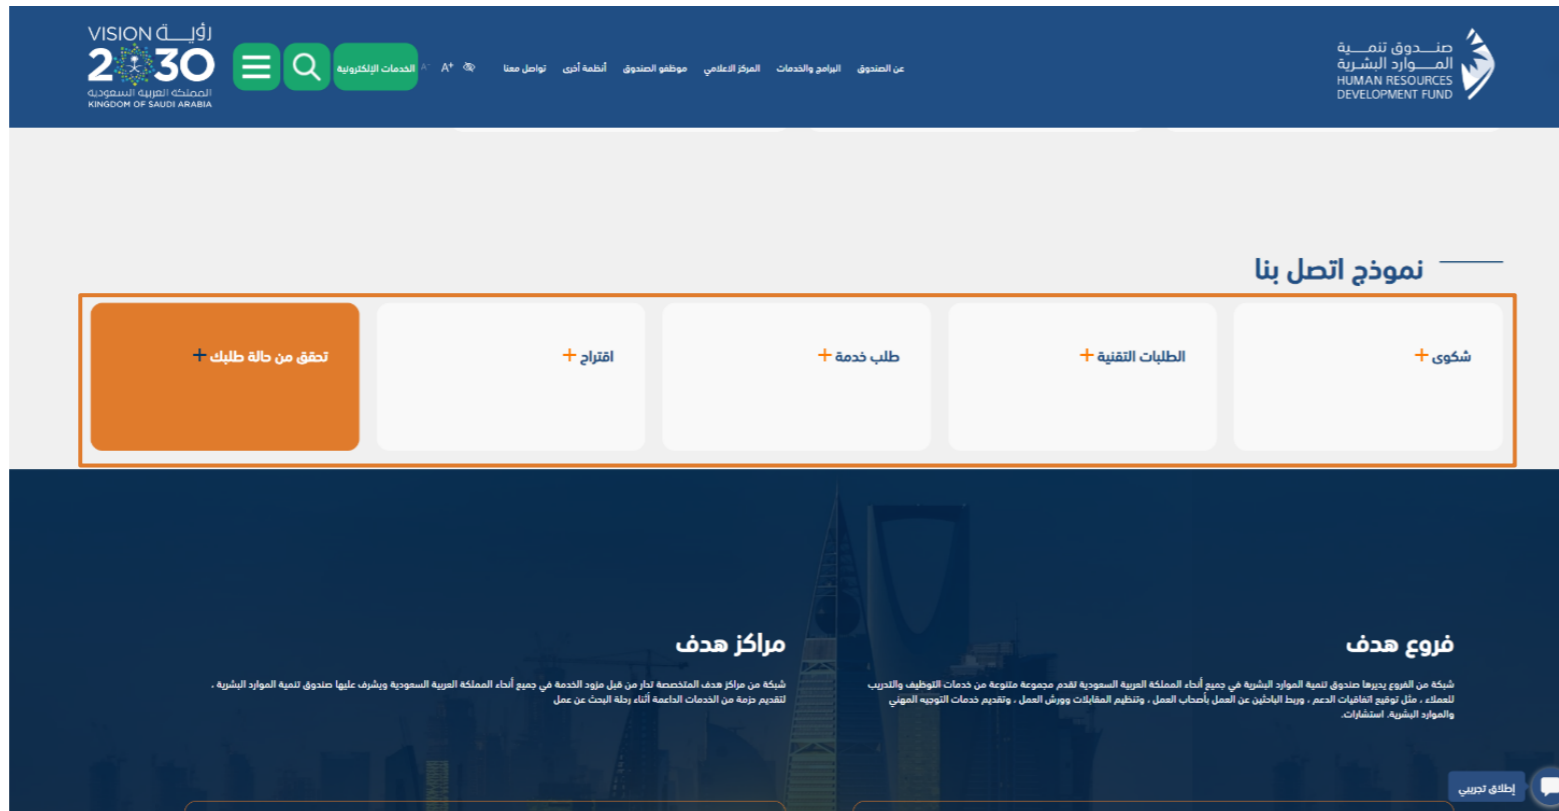 صنـــدوق تنمـــية
المـــوارد البشـرية
HUMAN RESOURCES
DEVELOPMENT FUND
عن الصندوق
البرامج والخدمات
المركز الاعلامي
موظفو الصندوق
أنظمة أخرى
تواصل معنا
A+
A-
الخدمات الإلكترونية
VISION رؤيـــة
2030
المملكة العربية السعودية
KINGDOM OF SAUDI ARABIA
نموذج اتصل بنا
شكوى +
الطلبات التقنية +
طلب خدمة +
اقتراح +
تحقق من حالة طلبك +
فروع هدف
شبكة من الفروع يديرها صندوق تنمية الموارد البشرية في جميع أنحاء المملكة العربية السعودية تقدم مجموعة متنوعة من خدمات التوظيف والتدريب
للعملاء ، مثل توقيع اتفاقيات الدعم ، وربط الباحثين عن العمل بأصحاب العمل ، وتنظيم المقابلات وورش العمل ، وتقديم خدمات التوجيه المهني
والموارد البشرية. استشارات.
مراكز هدف
شبكة من مراكز هدف المتخصصة تدار من قبل مزود الخدمة في جميع أنحاء المملكة العربية السعودية ويشرف عليها صندوق تنمية الموارد البشرية ،
لتقديم حزمة من الخدمات الداعمة أثناء رحلة البحث عن عمل
إطلاق تجريبي